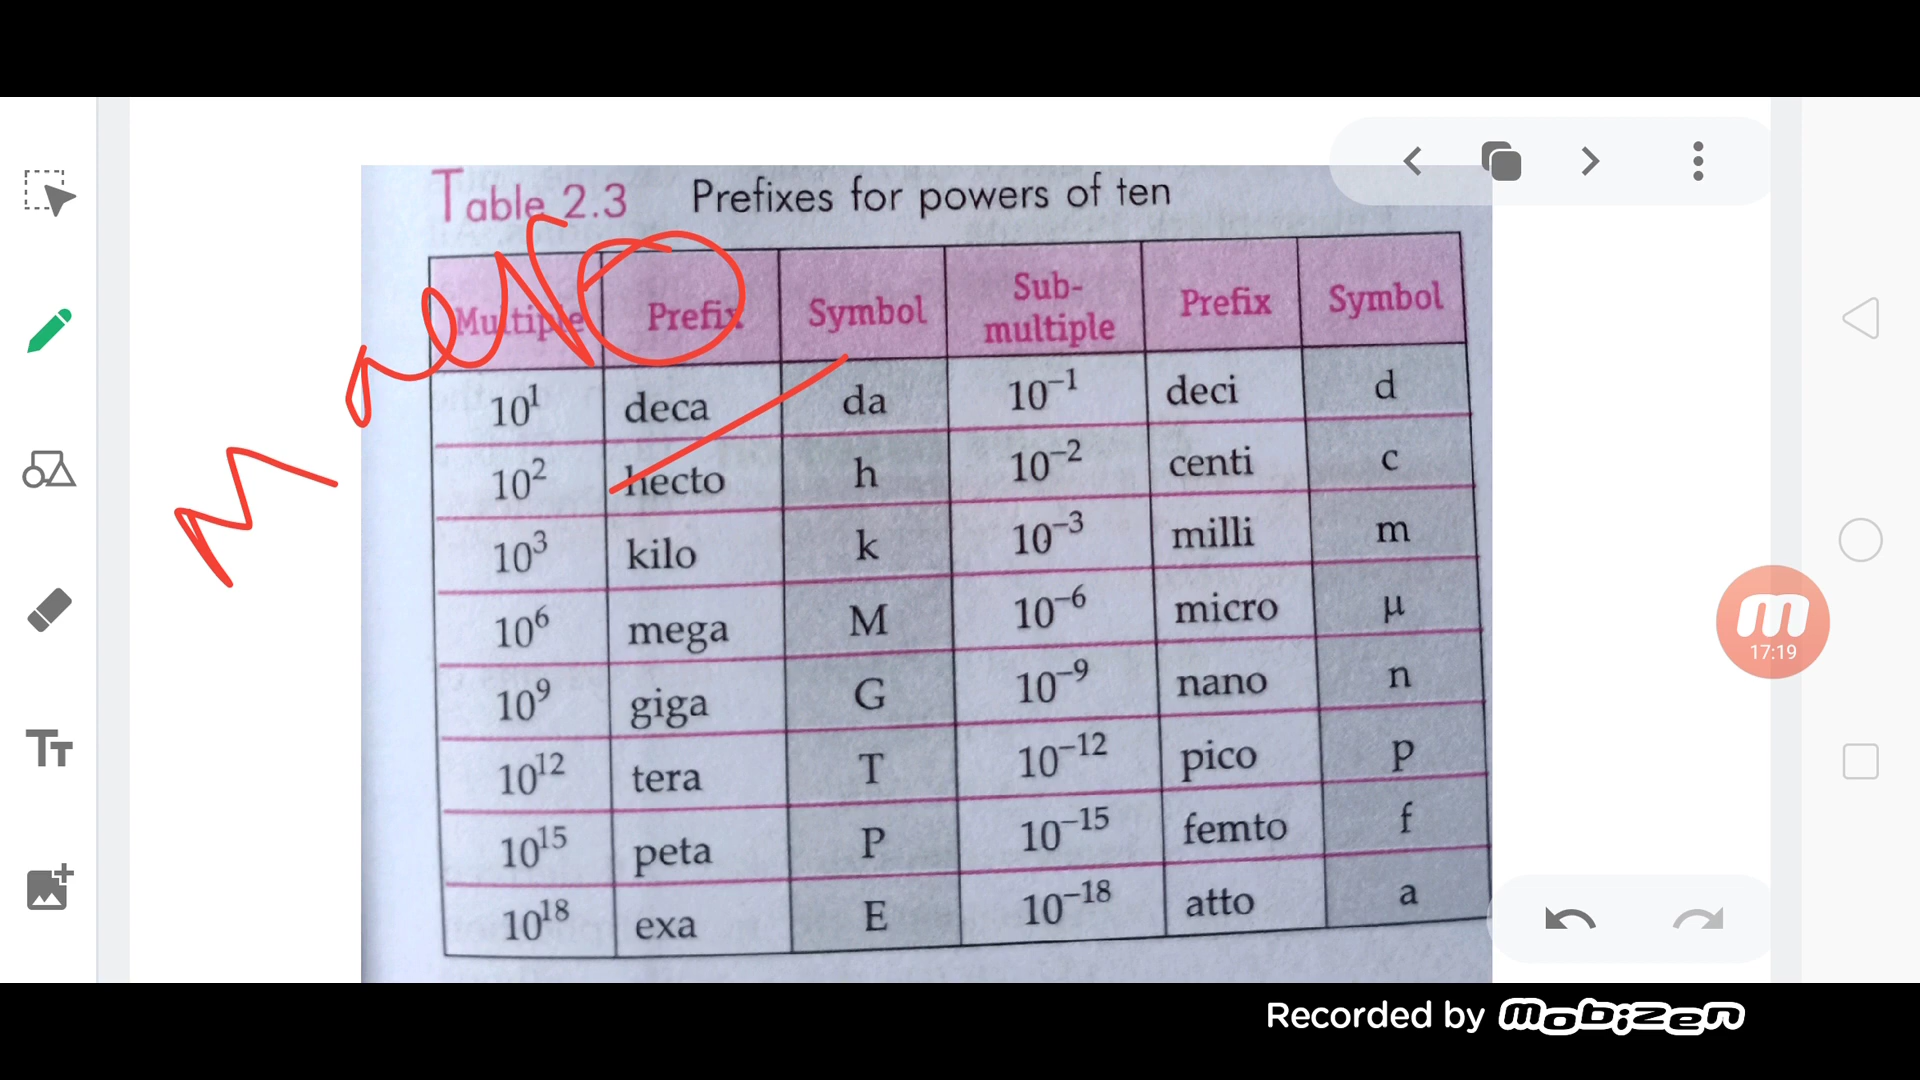 Table 2.3 Prefixes for powers of ten
Multiple Prefix Symbol Sub-multiple Prefix Symbol
10¹ deca da 10⁻¹ deci d
10² hecto h 10⁻² centi c
10³ kilo k 10⁻³ milli m
10⁶ mega M 10⁻⁶ micro μ
10⁹ giga G 10⁻⁹ nano n
10¹² tera T 10⁻¹² pico p
10¹⁵ peta P 10⁻¹⁵ femto f
10¹⁸ exa E 10⁻¹⁸ atto a
Tт
17:19
Recorded by mobizen